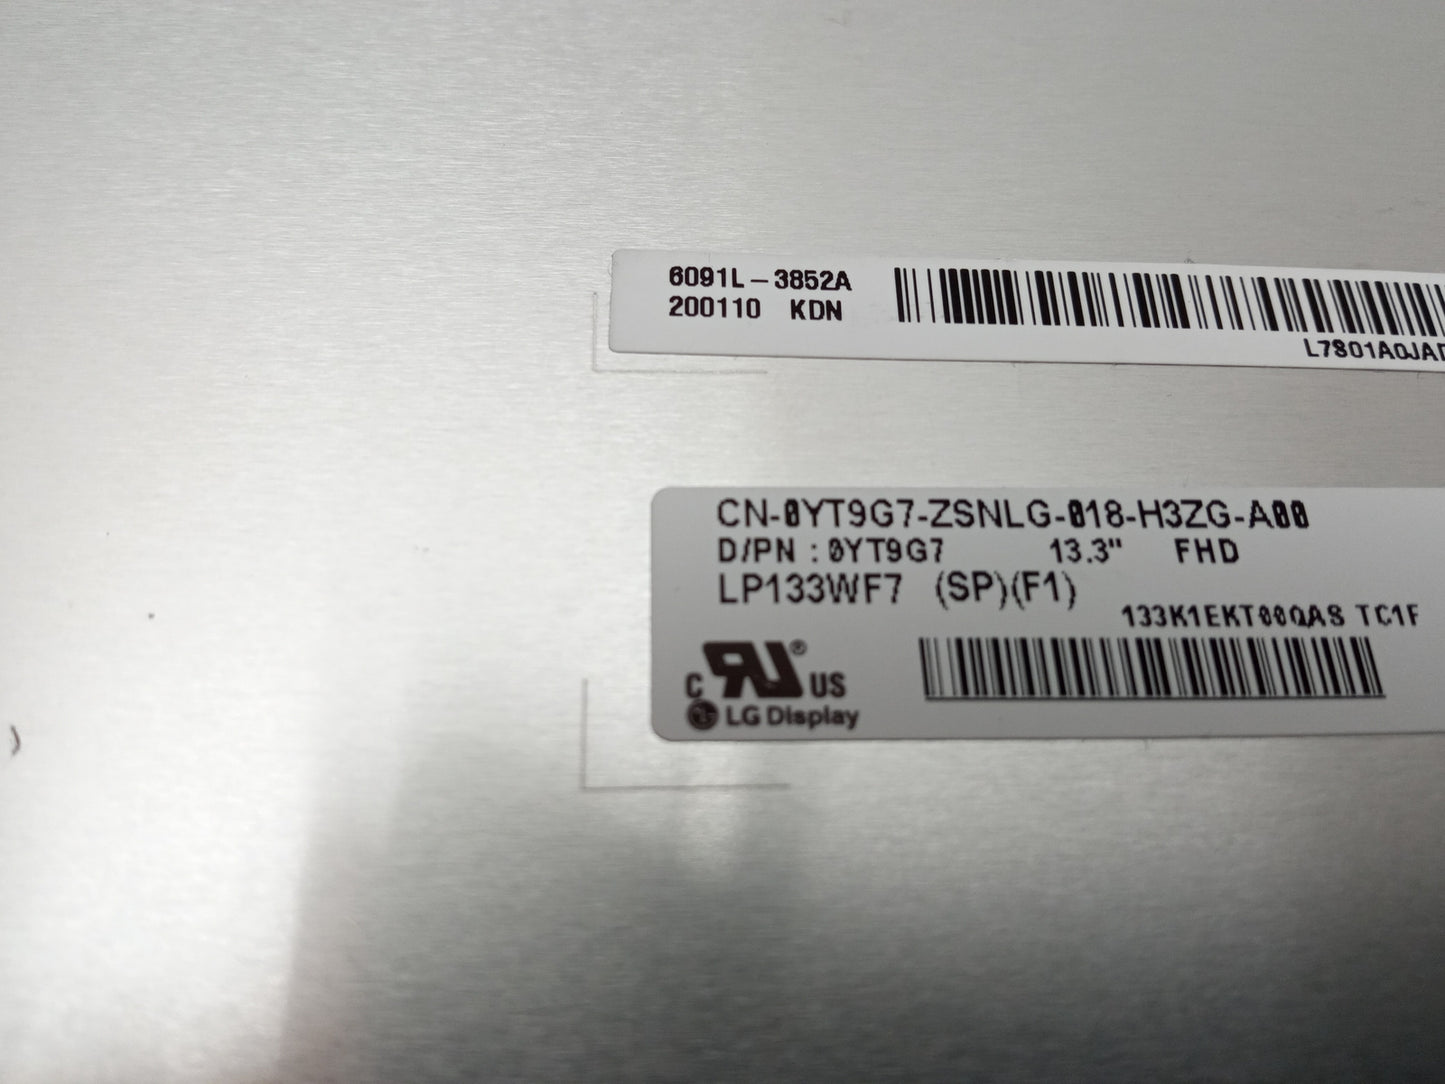 6091L-3852A
200110 KDN
L7801A0JAD
CN-0YT9G7-ZSNLG-018-H3ZG-A00
D/PN : 0YT9G7 13.3" FHD
LP133WF7 (SP)(F1)
133K1EKT00QAS TC1F
C RU® US
LG Display